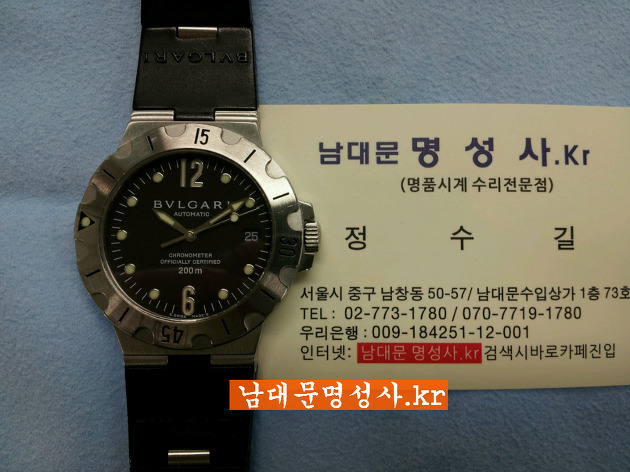 BVLGARI
15
30
45
12
BVLGARI
AUTOMATIC
25
CHRONOMETER
OFFICIALLY CERTIFIED
200m
6
남대문 명성사.Kr
(명품시계 수리전문점)
정 수 길
서울시 중구 남창동 50-57/ 남대문수입상가 1층 73호
TEL : 02-773-1780 / 070-7719-1780
우리은행 : 009-184251-12-001
인터넷: 남대문 명성사.kr 검색시바로카페진입
남대문명성사.kr